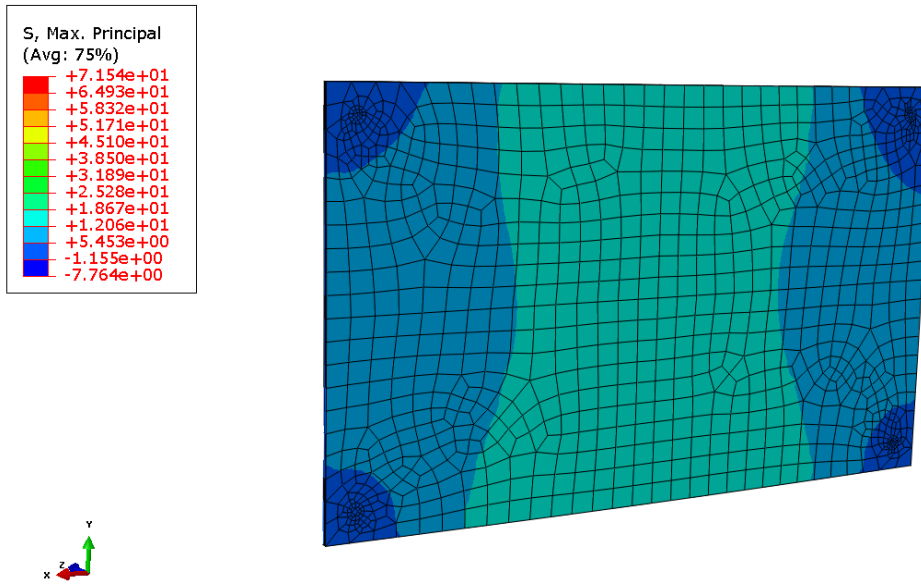 S, Max. Principal
(Avg: 75%)
+7.154e+01
+6.493e+01
+5.832e+01
+5.171e+01
+4.510e+01
+3.850e+01
+3.189e+01
+2.528e+01
+1.867e+01
+1.206e+01
+5.453e+00
-1.155e+00
-7.764e+00
Y
Z
X